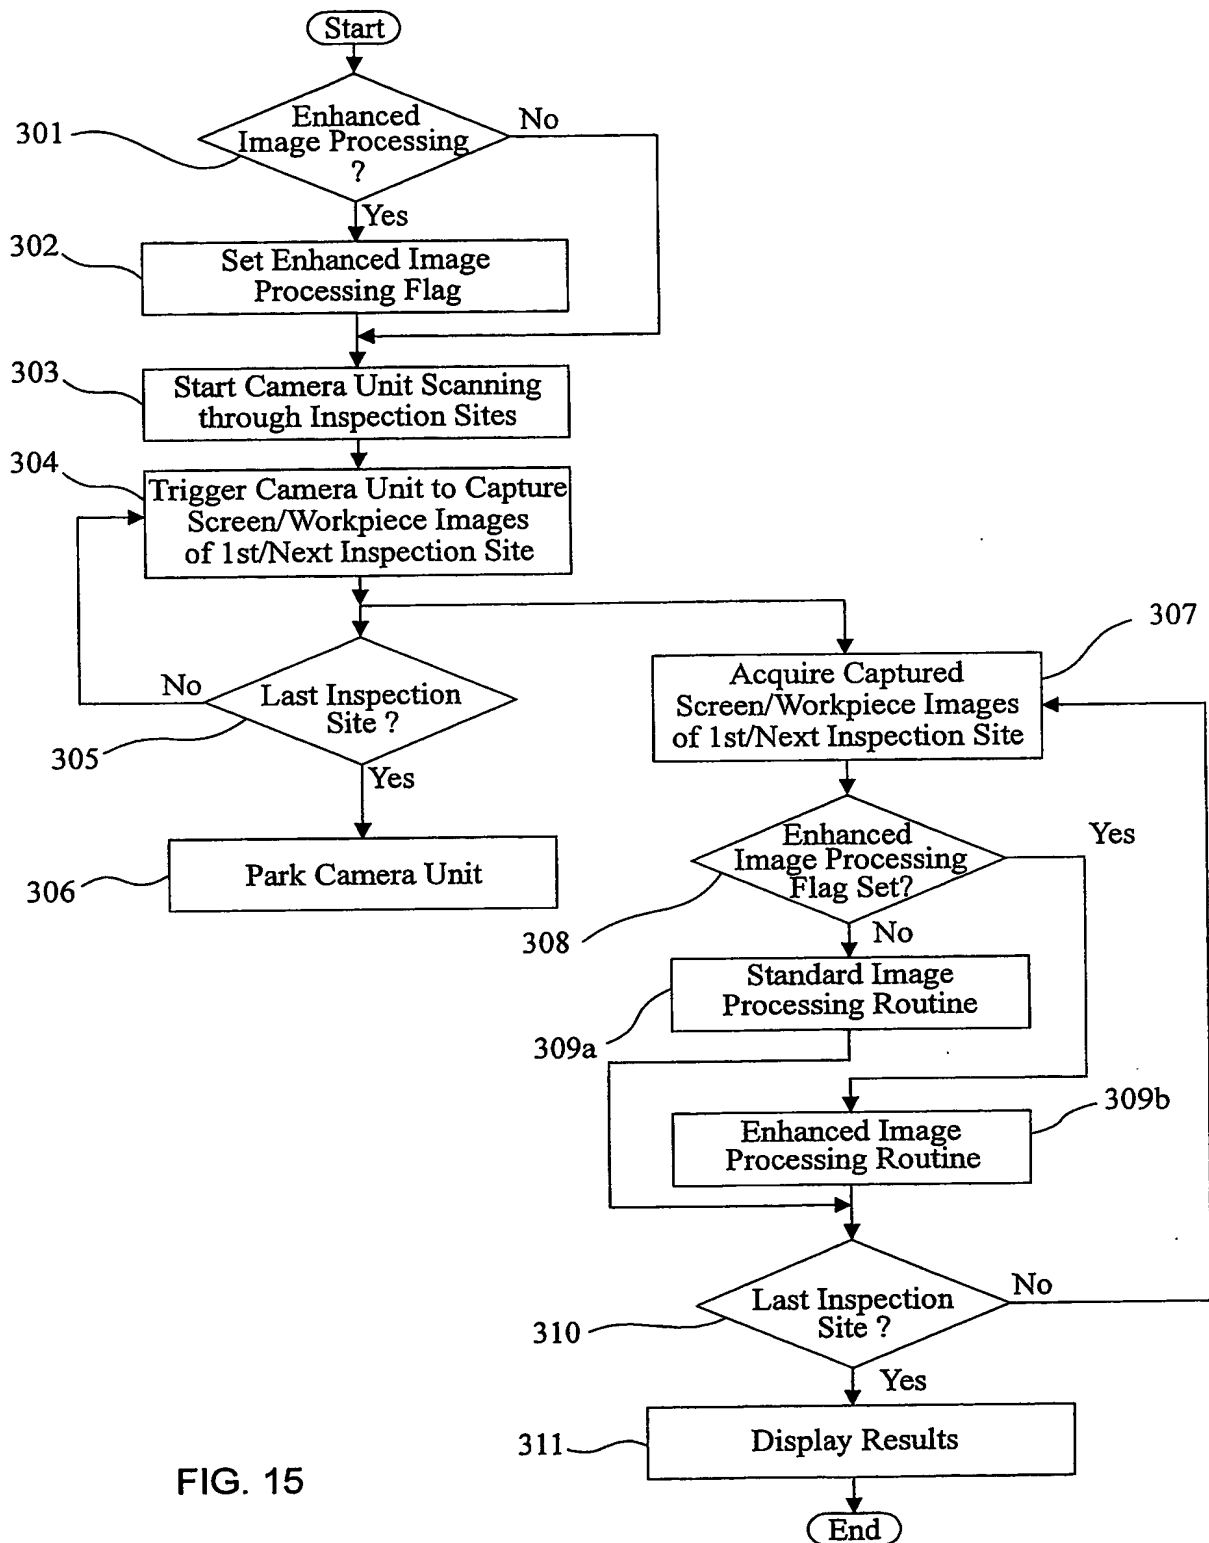 Start
Enhanced
Image Processing
?
No
301
Yes
302
Set Enhanced Image
Processing Flag
303
Start Camera Unit Scanning
through Inspection Sites
304
Trigger Camera Unit to Capture
Screen/Workpiece Images
of 1st/Next Inspection Site
No
Last Inspection
Site ?
305
Yes
306
Park Camera Unit
307
Acquire Captured
Screen/Workpiece Images
of 1st/Next Inspection Site
Enhanced
Image Processing
Flag Set?
Yes
308
No
Standard Image
Processing Routine
309a
309b
Enhanced Image
Processing Routine
Last Inspection
Site ?
No
310
Yes
311
Display Results
End
FIG. 15